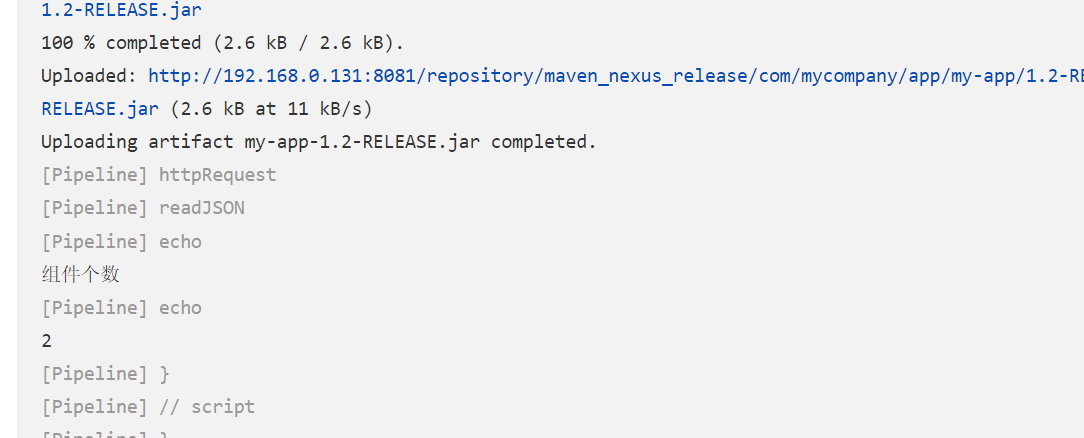 1.2-RELEASE.jar
100 % completed (2.6 kB / 2.6 kB).
Uploaded: http://192.168.0.131:8081/repository/maven_nexus_release/com/mycompany/app/my-app/1.2-RE
RELEASE.jar (2.6 kB at 11 kB/s)
Uploading artifact my-app-1.2-RELEASE.jar completed.
[Pipeline] httpRequest
[Pipeline] readJSON
[Pipeline] echo
组件个数
[Pipeline] echo
2
[Pipeline] }
[Pipeline] // script
[Pipeline] }